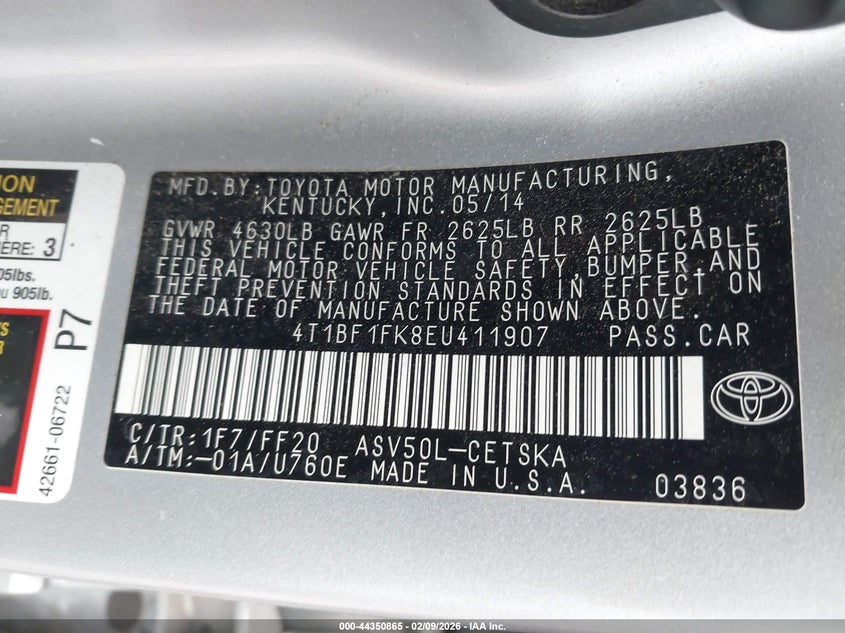 ION
GEMENT
R
HERE: 3
05lbs.
u 905lb.
S
R
P7
42661-06722
MFD. BY: TOYOTA MOTOR MANUFACTURING,
KENTUCKY, INC. 05/14
GVWR 4630LB GAWR FR 2625LB RR 2625LB
THIS VEHICLE CONFORMS TO ALL APPLICABLE
FEDERAL MOTOR VEHICLE SAFETY, BUMPER, AND
THEFT PREVENTION STANDARDS IN EFFECT ON
THE DATE OF MANUFACTURE SHOWN ABOVE.
4T1BF1FK8EU411907 PASS. CAR
C/TR: 1F7/FF20 ASV50L-CETSKA
A/TM: -01A/U760E MADE IN U.S.A. 03836
000-44350865 - 02/09/2026 - IAA Inc.